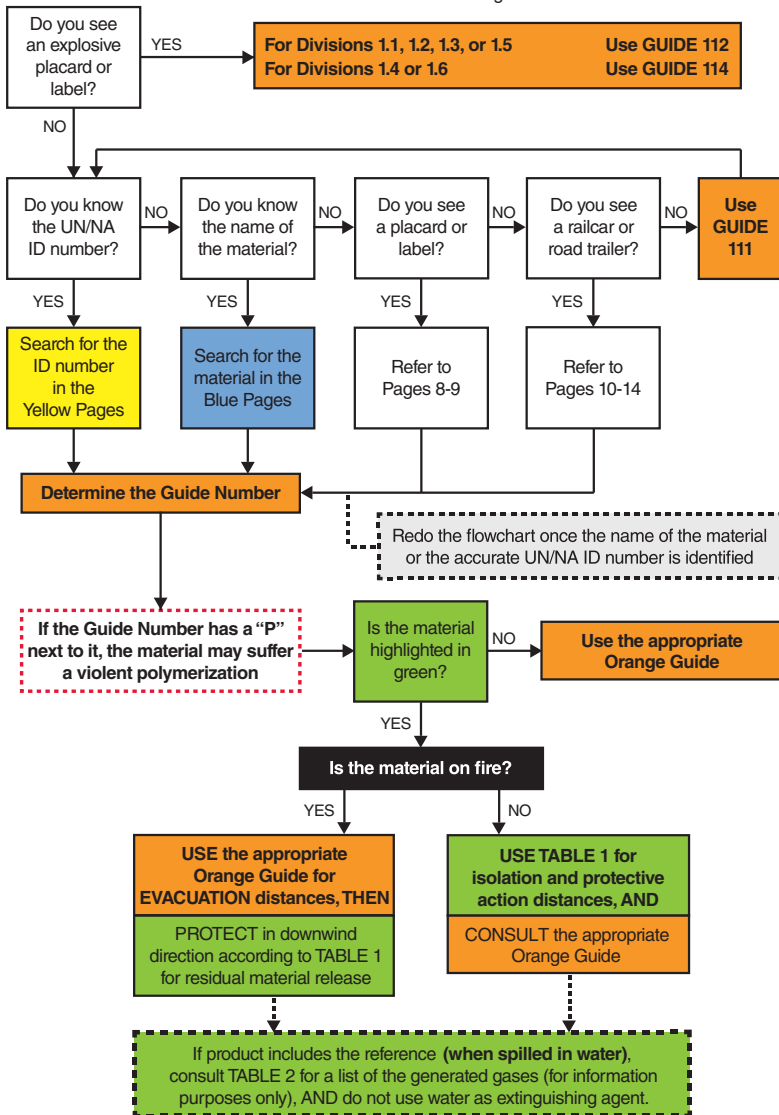 Do you see
an explosive
placard or
label?
YES
For Divisions 1.1, 1.2, 1.3, or 1.5 Use GUIDE 112
For Divisions 1.4 or 1.6 Use GUIDE 114
NO
Do you know
the UN/NA
ID number?
NO
Do you know
the name of
the material?
NO
Do you see
a placard or
label?
NO
Do you see
a railcar or
road trailer?
NO
Use
GUIDE
111
YES
YES
YES
YES
Search for the
ID number
in the
Yellow Pages
Search for the
material in the
Blue Pages
Refer to
Pages 8-9
Refer to
Pages 10-14
Determine the Guide Number
Redo the flowchart once the name of the material
or the accurate UN/NA ID number is identified
If the Guide Number has a “P”
next to it, the material may suffer
a violent polymerization
Is the material
highlighted in
green?
NO
Use the appropriate
Orange Guide
YES
Is the material on fire?
YES
NO
USE the appropriate
Orange Guide for
EVACUATION distances, THEN
PROTECT in downwind
direction according to TABLE 1
for residual material release
USE TABLE 1 for
isolation and protective
action distances, AND
CONSULT the appropriate
Orange Guide
If product includes the reference (when spilled in water),
consult TABLE 2 for a list of the generated gases (for information
purposes only), AND do not use water as extinguishing agent.